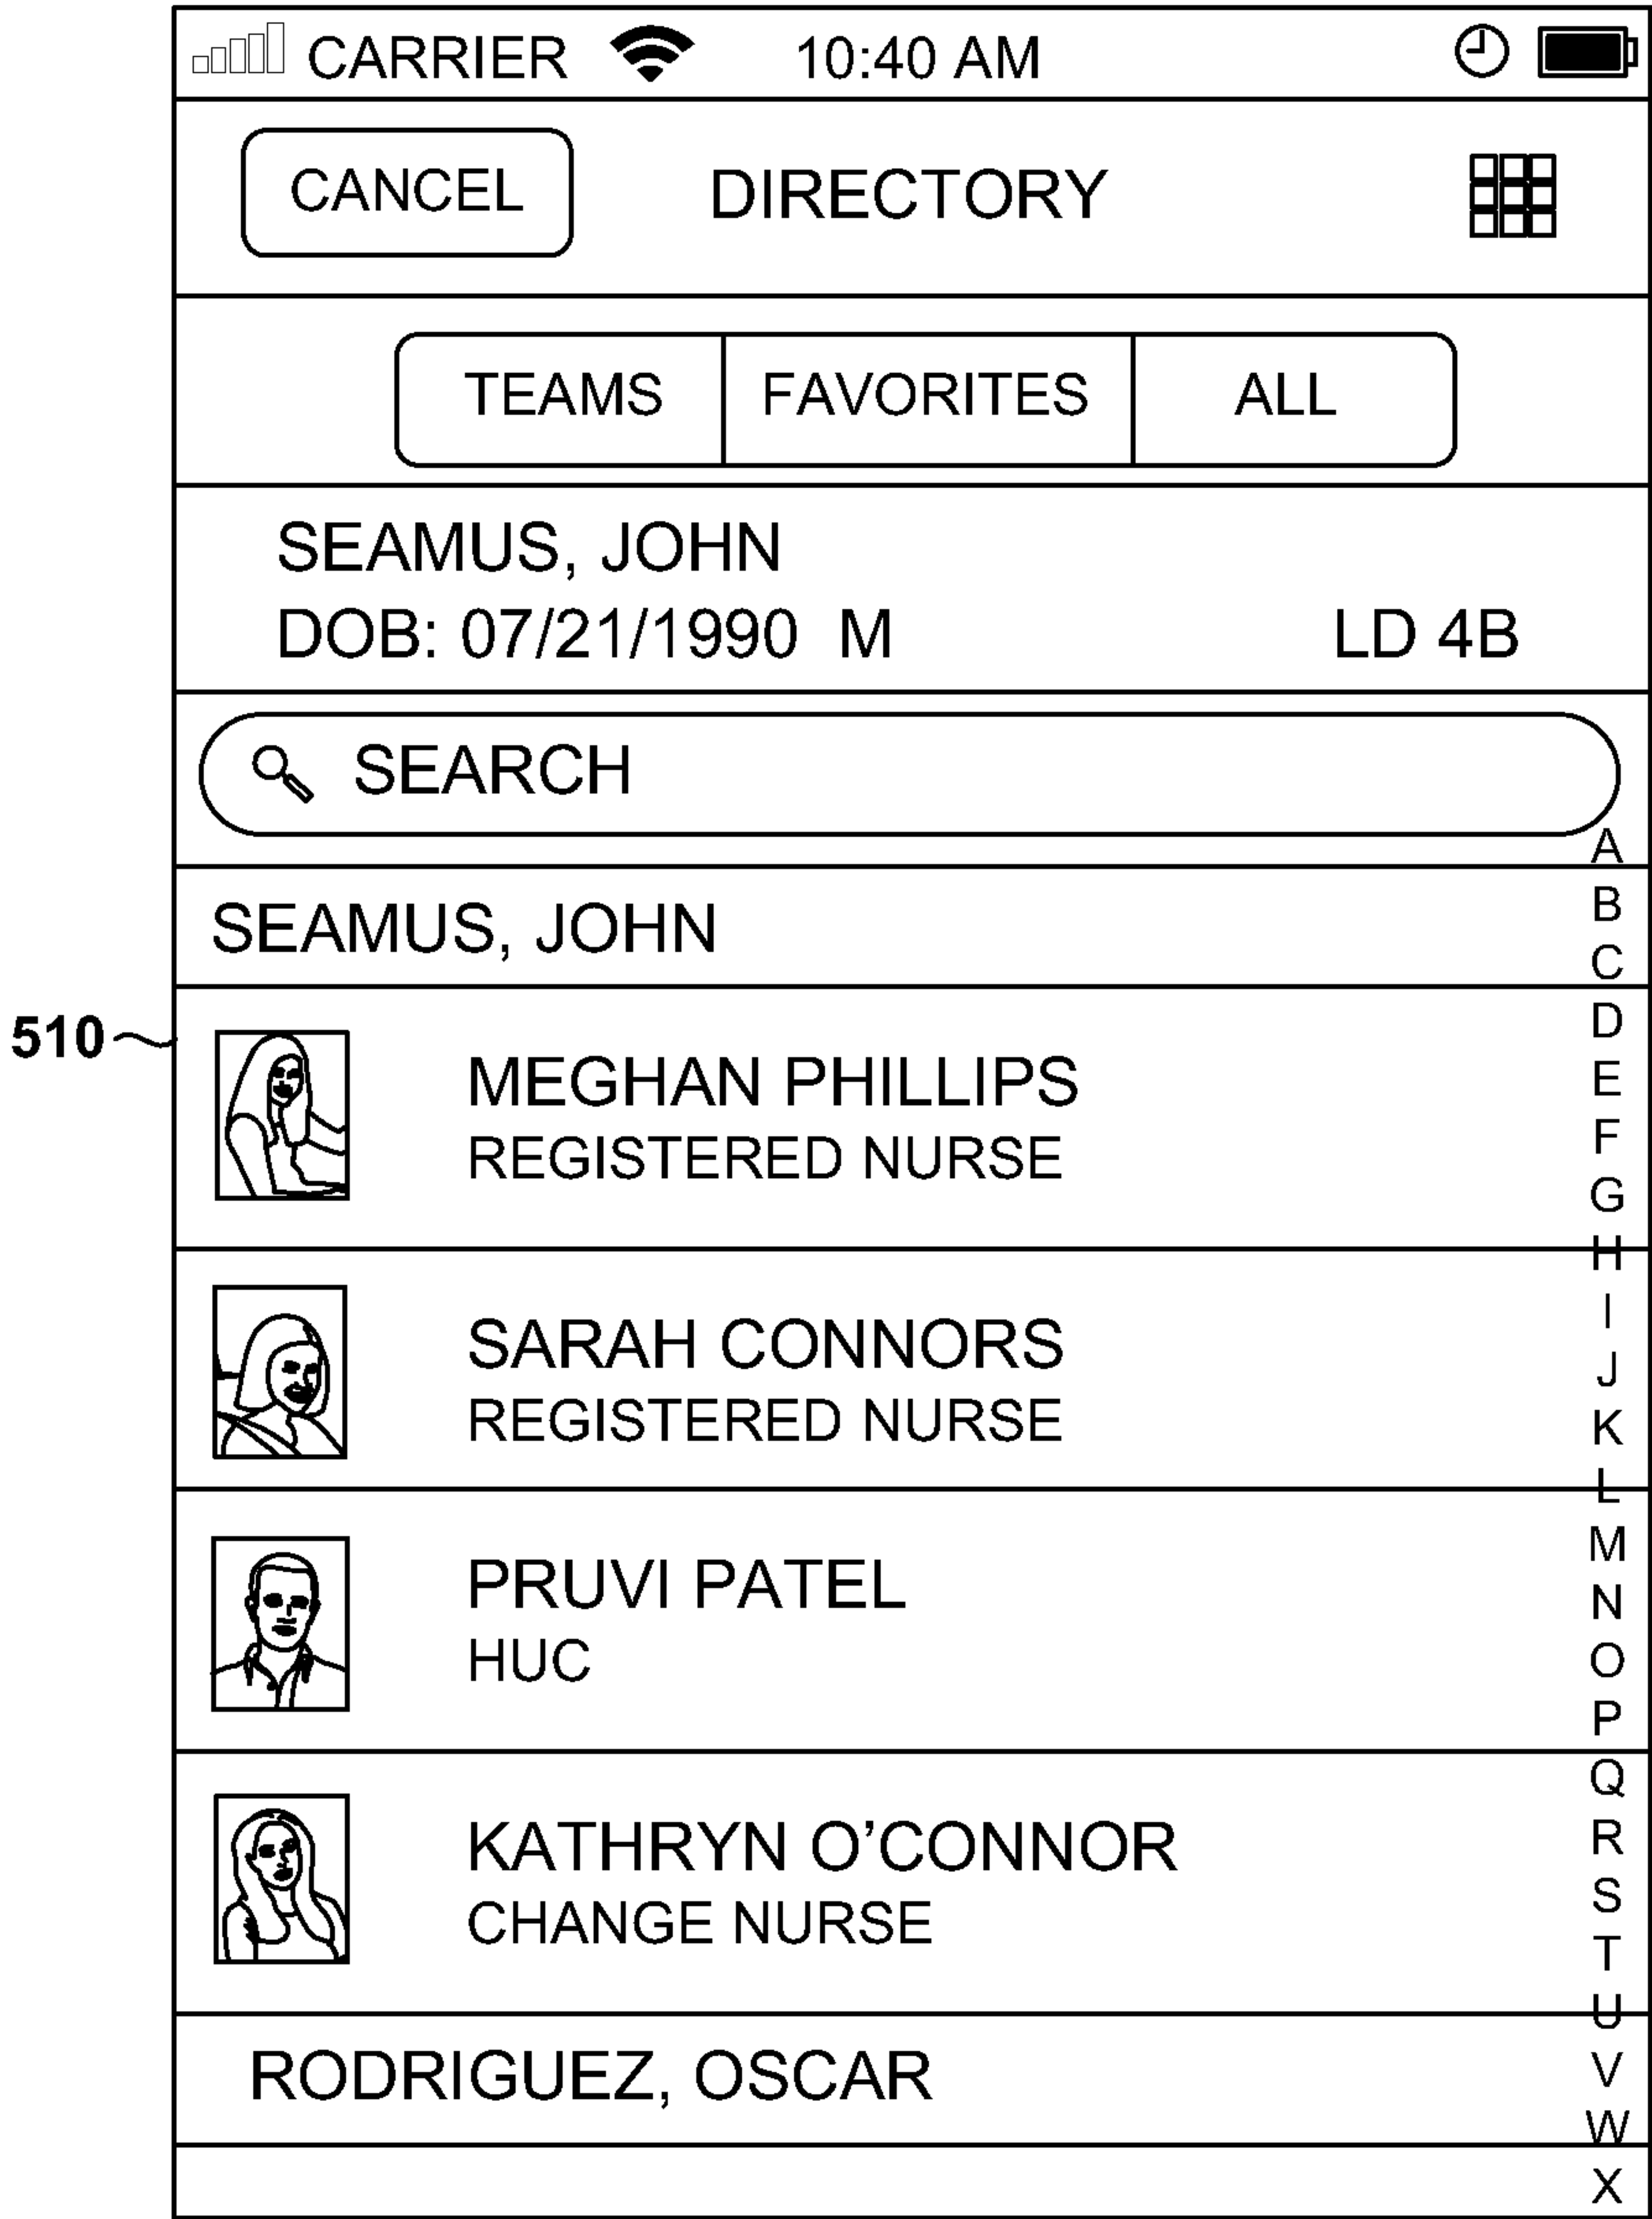 CARRIER 10:40 AM
CANCEL DIRECTORY
TEAMS FAVORITES ALL
SEAMUS, JOHN
DOB: 07/21/1990 M LD 4B
SEARCH
SEAMUS, JOHN
510
MEGHAN PHILLIPS
REGISTERED NURSE
SARAH CONNORS
REGISTERED NURSE
PRUVI PATEL
HUC
KATHRYN O'CONNOR
CHANGE NURSE
RODRIGUEZ, OSCAR
A
B
C
D
E
F
G
H
I
J
K
L
M
N
O
P
Q
R
S
T
U
V
W
X